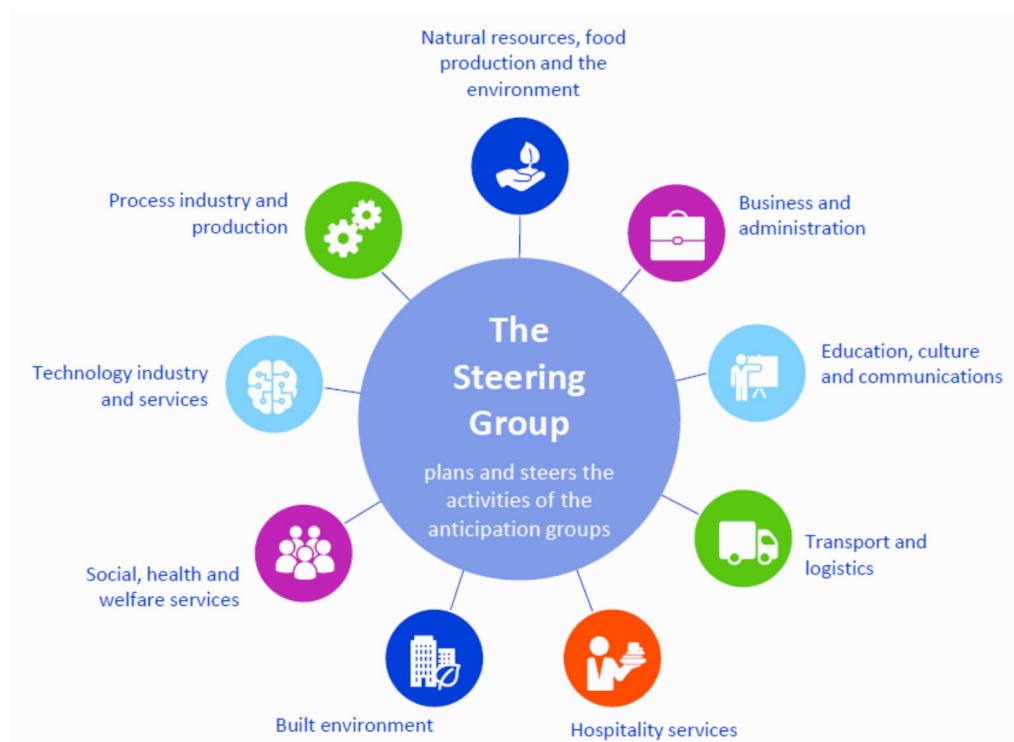 Natural resources, food
production and the
environment
Business and
administration
Education, culture
and communications
Transport and
logistics
Hospitality services
Built environment
Social, health and
welfare services
Technology industry
and services
Process industry and
production
The
Steering
Group
plans and steers the
activities of the
anticipation groups